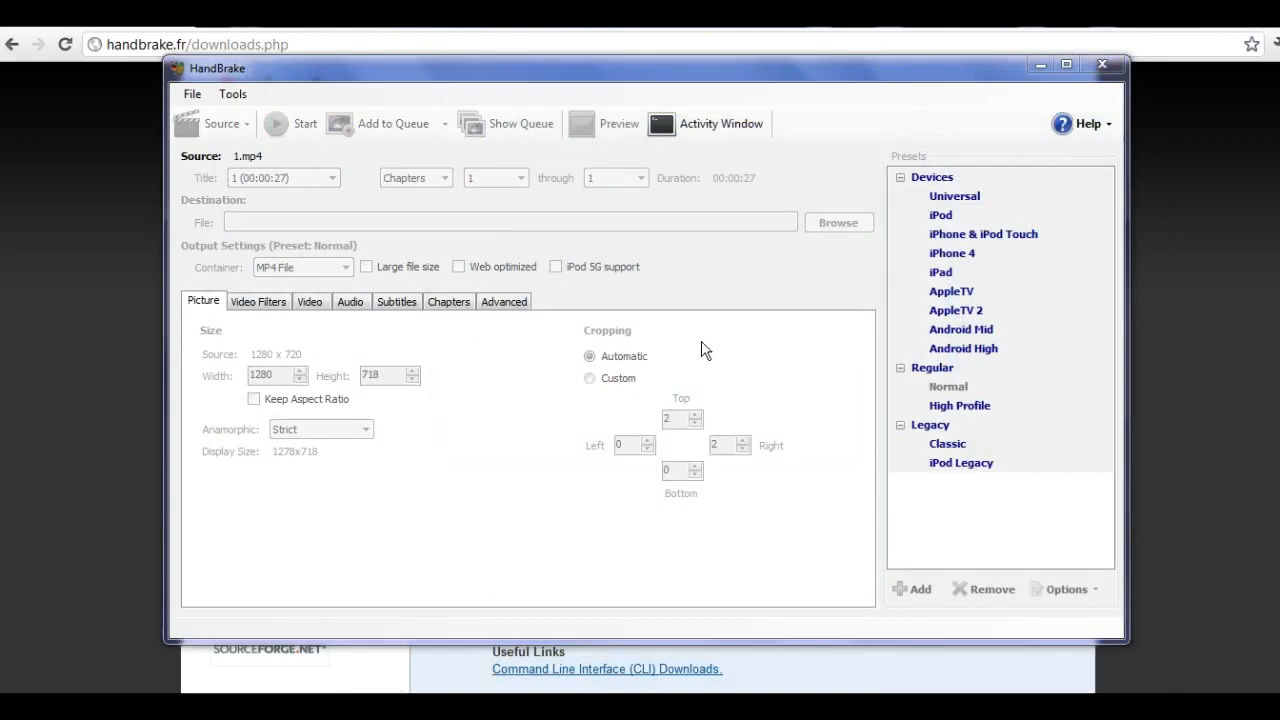 handbrake.fr/downloads.php
HandBrake
File Tools
Source Start Add to Queue Show Queue Preview Activity Window ? Help
Source: 1.mp4
Title: 1 (00:00:27) Chapters 1 through 1 Duration: 00:00:27
Destination:
File: Browse
Output Settings (Preset: Normal)
Container: MP4 File Large file size Web optimized iPod 5G support
Picture Video Filters Video Audio Subtitles Chapters Advanced
Size
Source: 1280 x 720
Width: 1280 Height: 718
Keep Aspect Ratio
Anamorphic: Strict
Display Size: 1278x718
Cropping
Automatic
Custom
Top
2
Left 0 2 Right
0
Bottom
Presets
Devices
Universal
iPod
iPhone & iPod Touch
iPhone 4
iPad
AppleTV
AppleTV 2
Android Mid
Android High
Regular
Normal
High Profile
Legacy
Classic
iPod Legacy
Add Remove Options
SOURCEFORGE.NET*
Useful Links
Command Line Interface (CLI) Downloads.